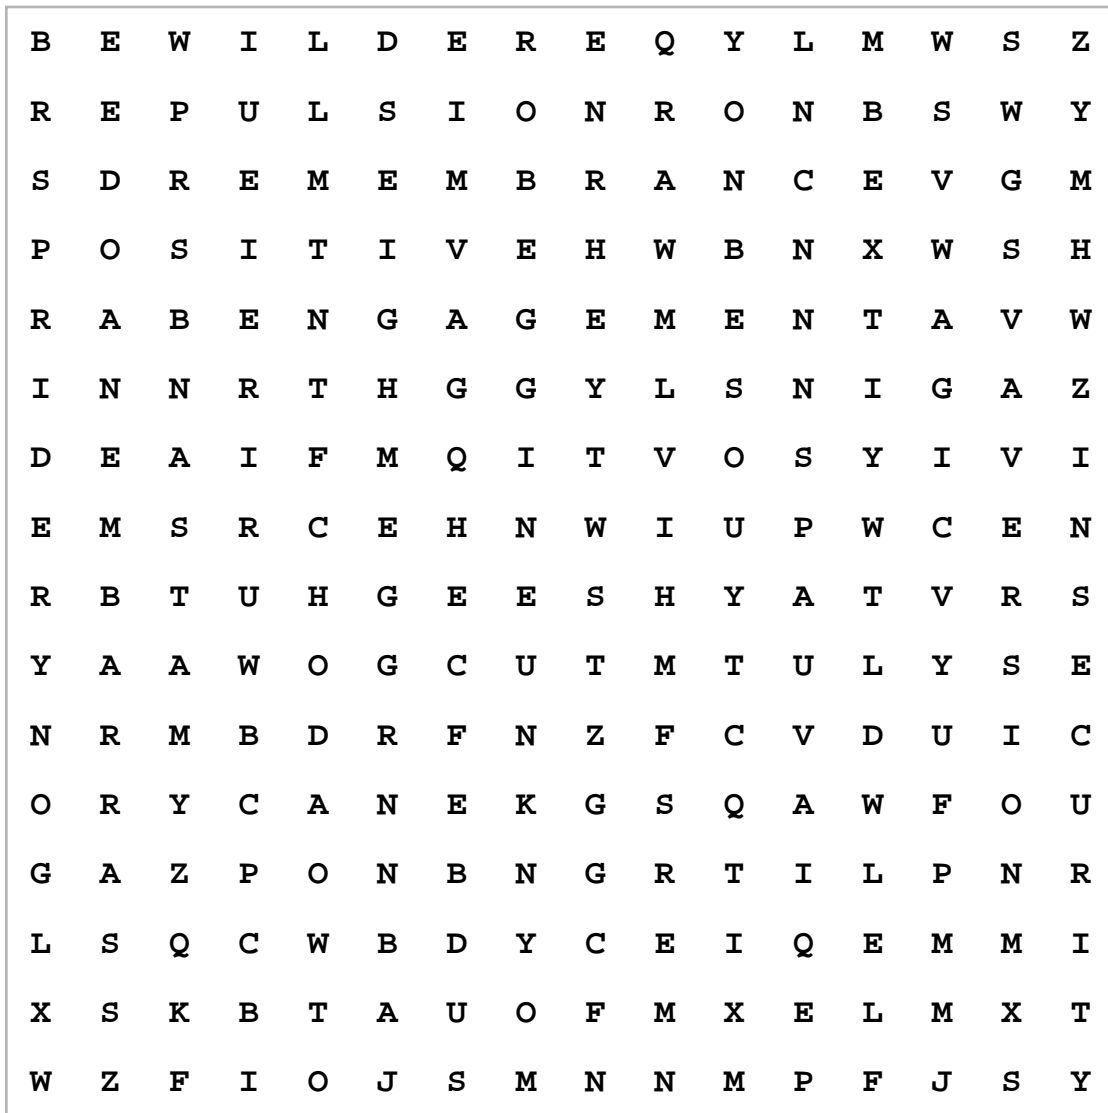 B E W I L D E R E Q Y L M W S Z
R E P U L S I O N R O N B S W Y
S D R E M E M B R A N C E V G M
P O S I T I V E H W B N X W S H
R A B E N G A G E M E N T A V W
I N N R T H G G Y L S N I G A Z
D E A I F M Q I T V O S Y I V I
E M S R C E H N W I U P W C E N
R B T U H G E E S H Y A T V R S
Y A A W O G C U T M T U L Y S E
N R M B D R F N Z F C V D U I C
O R Y C A N E K G S Q A W F O U
G A Z P O N B N G R T I L P N R
L S Q C W B D Y C E I Q E M M I
X S K B T A U O F M X E L M X T
W Z F I O J S M N N M P F J S Y